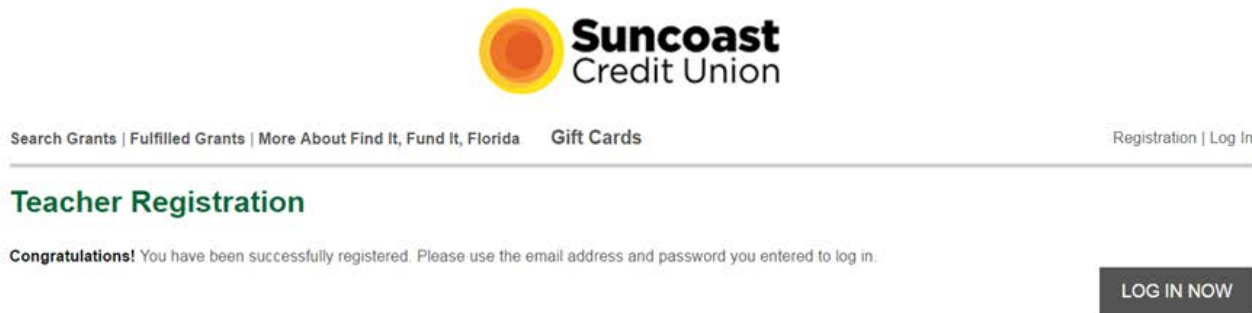 Suncoast
Credit Union
Search Grants | Fulfilled Grants | More About Find It, Fund It, Florida Gift Cards Registration | Log In
Teacher Registration
Congratulations! You have been successfully registered. Please use the email address and password you entered to log in.
LOG IN NOW